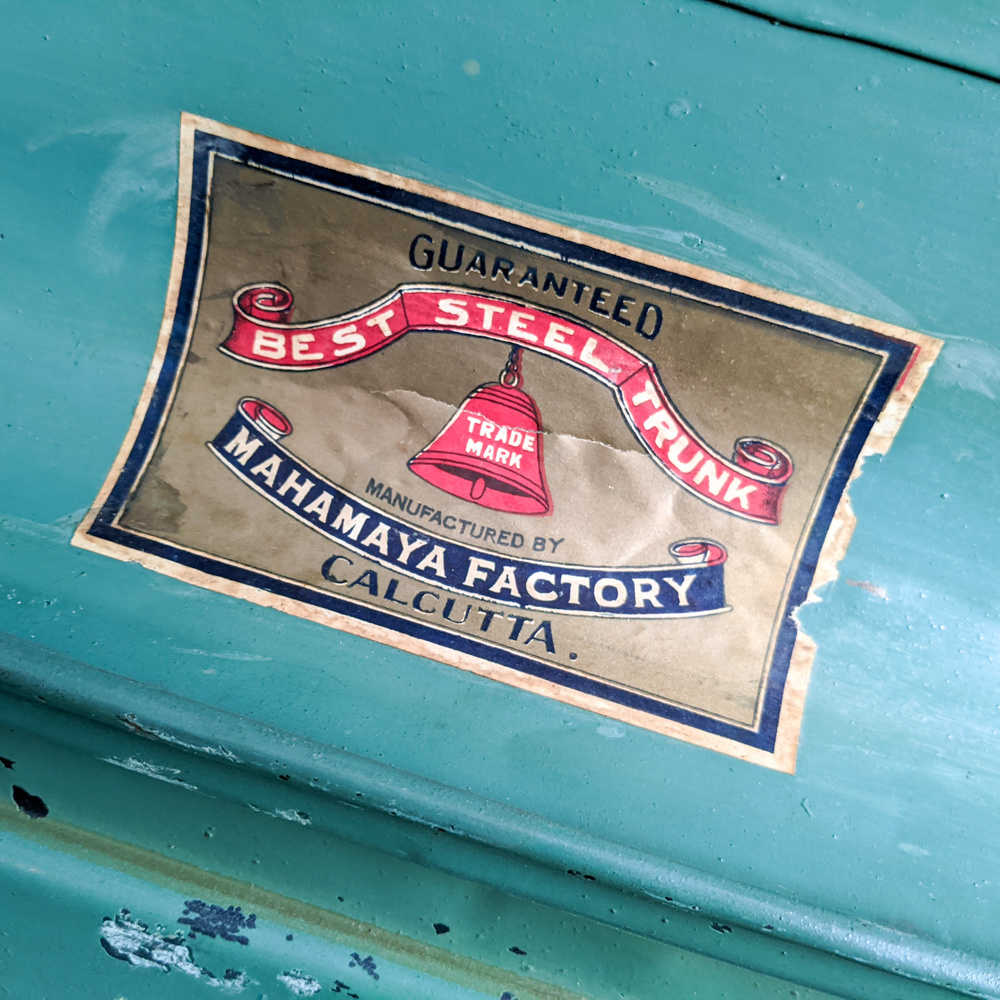 GUARANTEED
BEST STEEL TRUNK
TRADE
MARK
MANUFACTURED BY
MAHAMAYA FACTORY
CALCUTTA.